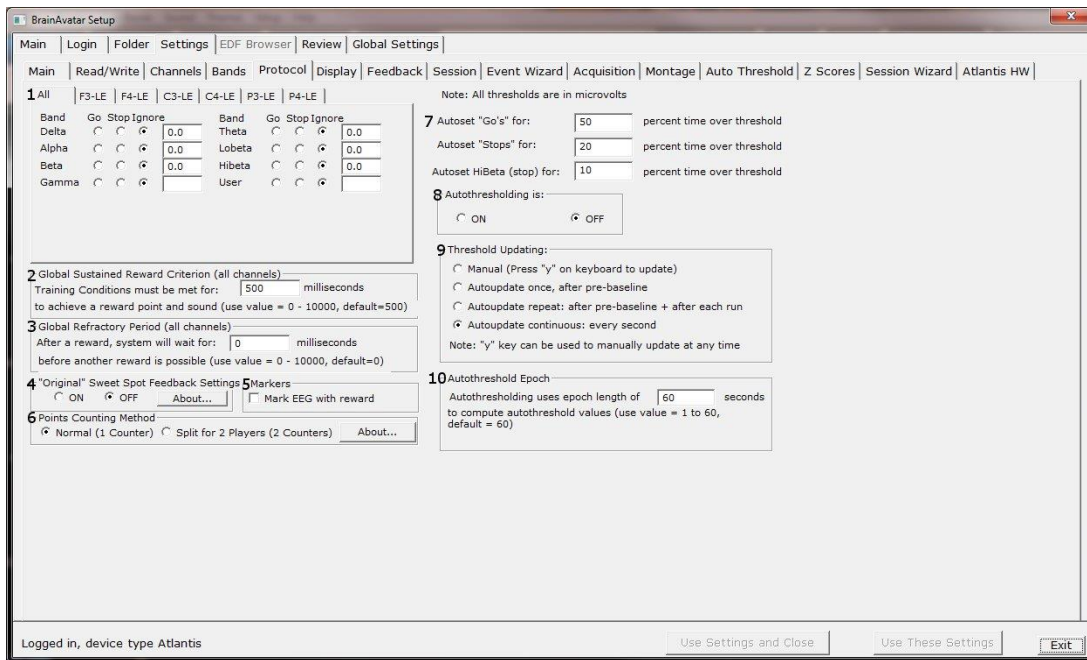 BrainAvatar Setup
Main Login Folder Settings EDF Browser Review Global Settings
Main Read/Write Channels Bands Protocol Display Feedback Session Event Wizard Acquisition Montage Auto Threshold Z Scores Session Wizard Atlantis HW
1 All F3-LE F4-LE C3-LE C4-LE P3-LE P4-LE
Band Go Stop Ignore Band Go Stop Ignore
Delta 0.0 Theta 0.0
Alpha 0.0 Lobeta 0.0
Beta 0.0 Hibeta 0.0
Gamma User
2 Global Sustained Reward Criterion (all channels)
Training Conditions must be met for: 500 milliseconds
to achieve a reward point and sound (use value = 0 - 10000, default=500)
3 Global Refractory Period (all channels)
After a reward, system will wait for: 0 milliseconds
before another reward is possible (use value = 0 - 10000, default=0)
4 "Original" Sweet Spot Feedback Settings
ON OFF About...
5 Markers
Mark EEG with reward
6 Points Counting Method
Normal (1 Counter) Split for 2 Players (2 Counters) About...
Note: All thresholds are in microvolts
7 Autoset "Go's" for: 50 percent time over threshold
Autoset "Stops" for: 20 percent time over threshold
Autoset HiBeta (stop) for: 10 percent time over threshold
8 Autothresholding is:
ON OFF
9 Threshold Updating:
Manual (Press "y" on keyboard to update)
Autoupdate once, after pre-baseline
Autoupdate repeat: after pre-baseline + after each run
Autoupdate continuous: every second
Note: "y" key can be used to manually update at any time
10 Autothreshold Epoch
Autothresholding uses epoch length of 60 seconds
to compute autothreshold values (use value = 1 to 60,
default = 60)
Logged in, device type Atlantis
Use Settings and Close Use These Settings Exit